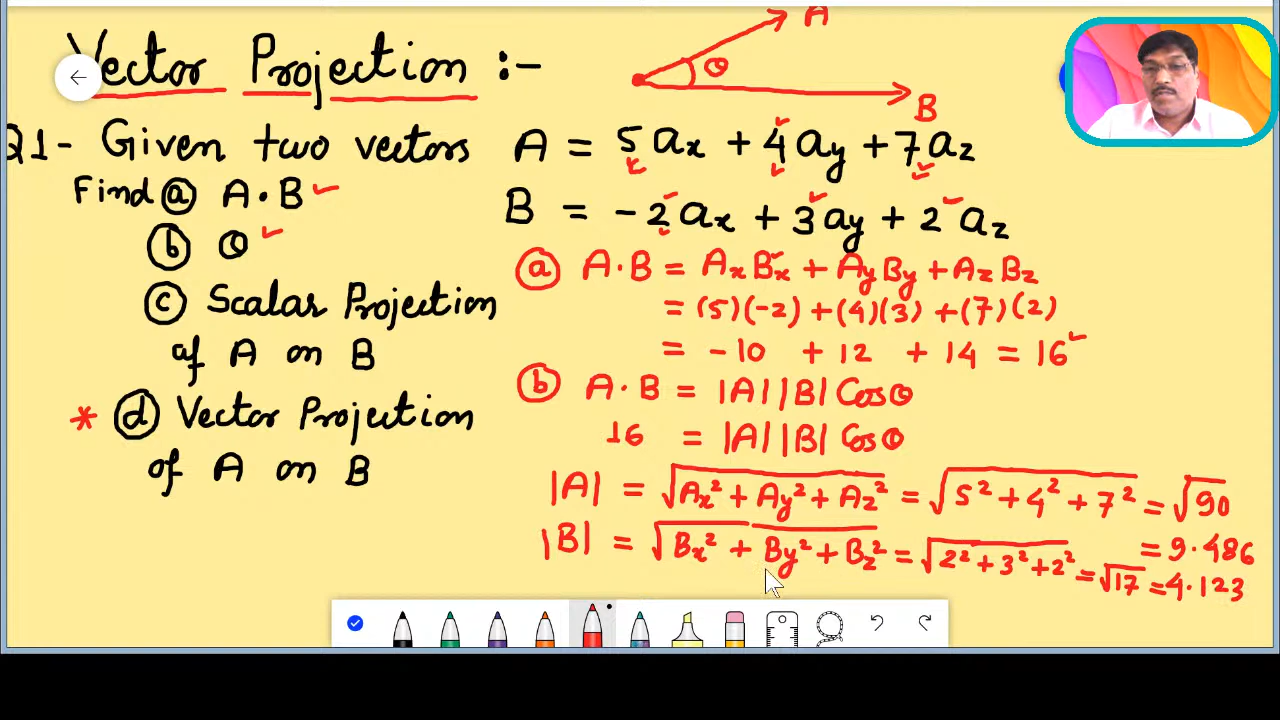 Vector Projection :-
A
θ
B
Q1- Given two vectors A = 5ax + 4ay + 7az
B = -2ax + 3ay + 2az
Find ⓐ A·B
ⓑ θ
ⓒ Scalar Projection
of A on B
* ⓓ Vector Projection
of A on B
ⓐ A·B = AxBx + AyBy + AzBz
= (5)(-2) + (4)(3) + (7)(2)
= -10 + 12 + 14 = 16
ⓑ A·B = |A||B| Cosθ
16 = |A||B| Cosθ
|A| = √(Ax² + Ay² + Az²) = √(5² + 4² + 7²) = √90
= 9.486
|B| = √(Bx² + By² + Bz²) = √(2² + 3² + 2²) = √17 = 4.123